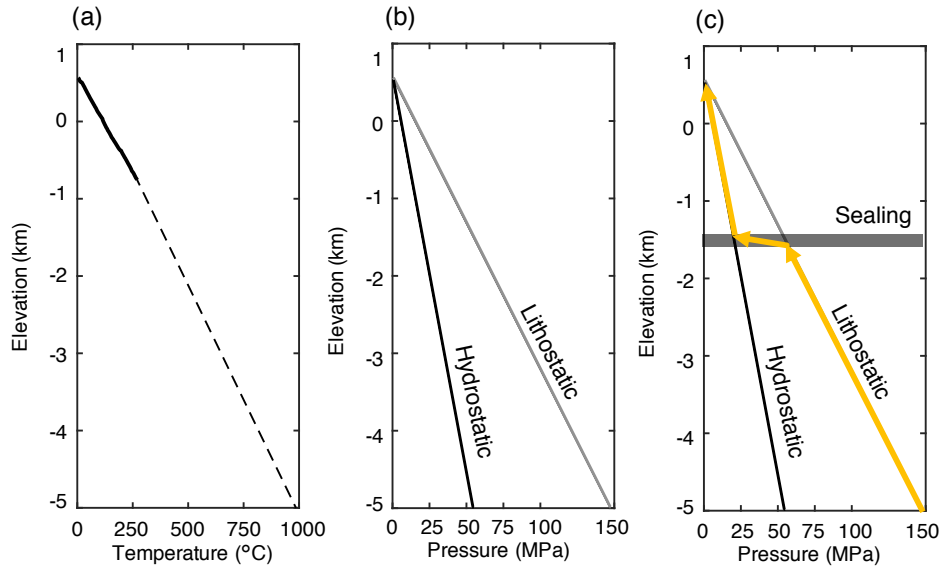 (a)
1
0
-1
-2
-3
-4
-5
Elevation (km)
0 250 500 750 1000
Temperature (°C)
(b)
1
0
-1
-2
-3
-4
-5
Elevation (km)
Hydrostatic
Lithostatic
0 25 50 75 100 150
Pressure (MPa)
(c)
1
0
-1
-2
-3
-4
-5
Elevation (km)
Sealing
Hydrostatic
Lithostatic
0 25 50 75 100 150
Pressure (MPa)